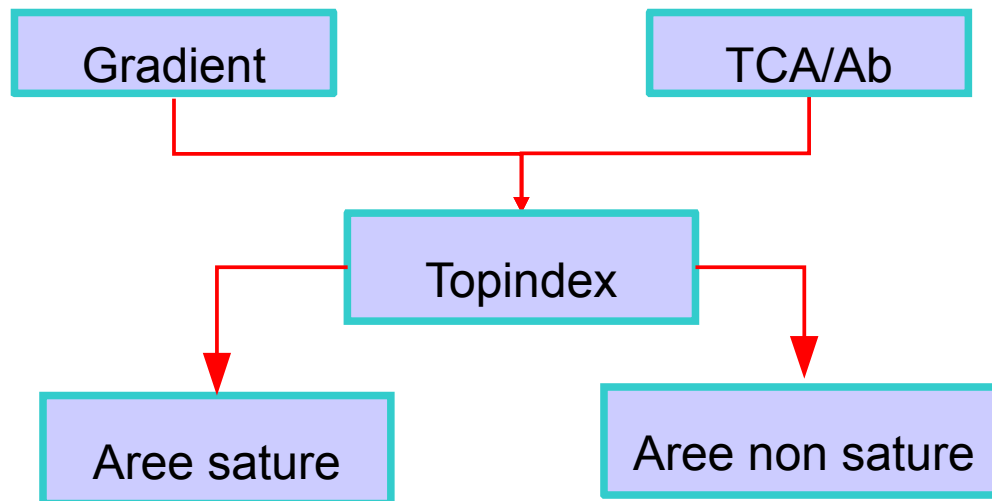 Gradient
TCA/Ab
Topindex
Aree sature
Aree non sature